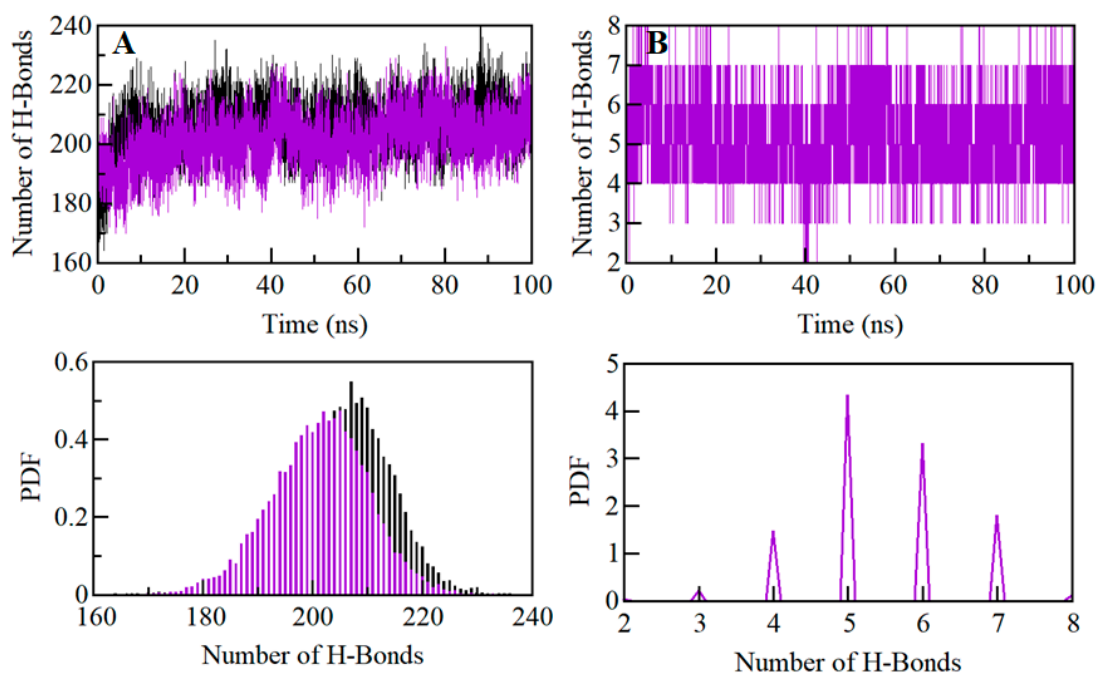 A
Number of H-Bonds
240
220
200
180
160
0 20 40 60 80 100
Time (ns)
B
Number of H-Bonds
8
7
6
5
4
3
2
0 20 40 60 80 100
Time (ns)
PDF
0.6
0.4
0.2
0
160 180 200 220 240
Number of H-Bonds
PDF
5
4
3
2
1
0
2 3 4 5 6 7 8
Number of H-Bonds